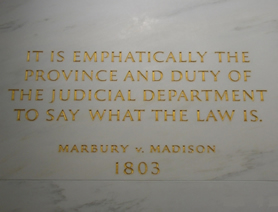 IT IS EMPHATICALLY THE
PROVINCE AND DUTY OF
THE JUDICIAL DEPARTMENT
TO SAY WHAT THE LAW IS.
MARBURY v. MADISON
1803